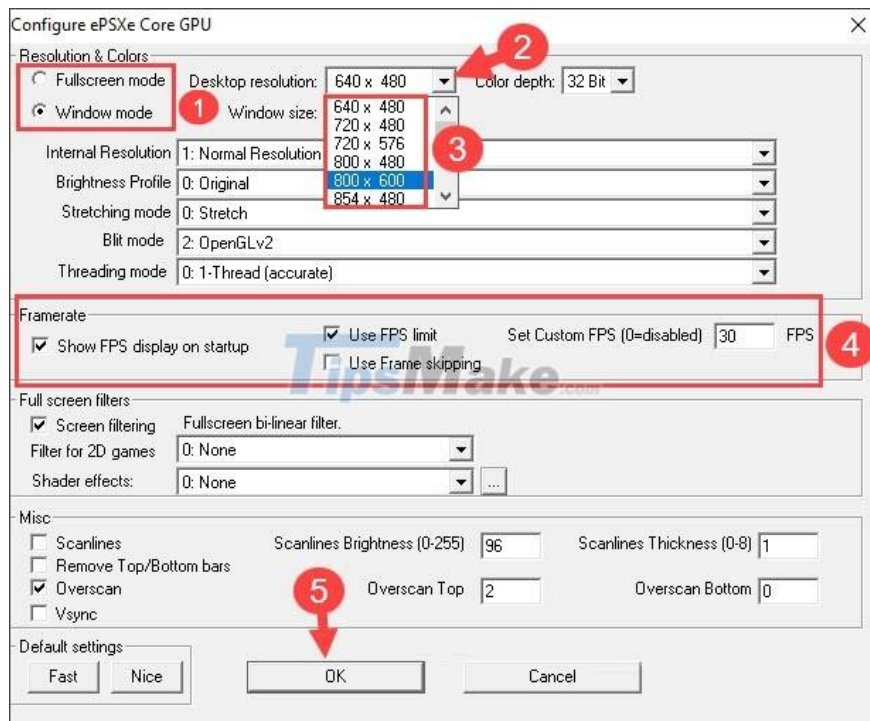 Configure ePSXe Core GPU
Resolution & Colors
Fullscreen mode Desktop resolution: 640 x 480 Color depth: 32 Bit
2
1
Window mode Window size:
640 x 480
720 x 480
720 x 576
800 x 480
800 x 600
854 x 480
3
Internal Resolution 1: Normal Resolution
Brightness Profile 0: Original
Stretching mode 0: Stretch
Blit mode 2: OpenGLv2
Threading mode 0: 1-Thread (accurate)
Framerate
Show FPS display on startup
Use FPS limit Set Custom FPS (0=disabled) 30 FPS
Use Frame skipping
4
TipsMake.com
Full screen filters
Screen filtering Fullscreen bi-linear filter.
Filter for 2D games 0: None
Shader effects: 0: None ...
Misc
Scanlines Scanlines Brightness (0-255) 96 Scanlines Thickness (0-8) 1
Remove Top/Bottom bars
Overscan Overscan Top 2 Overscan Bottom 0
Vsync
5
Default settings
Fast Nice OK Cancel